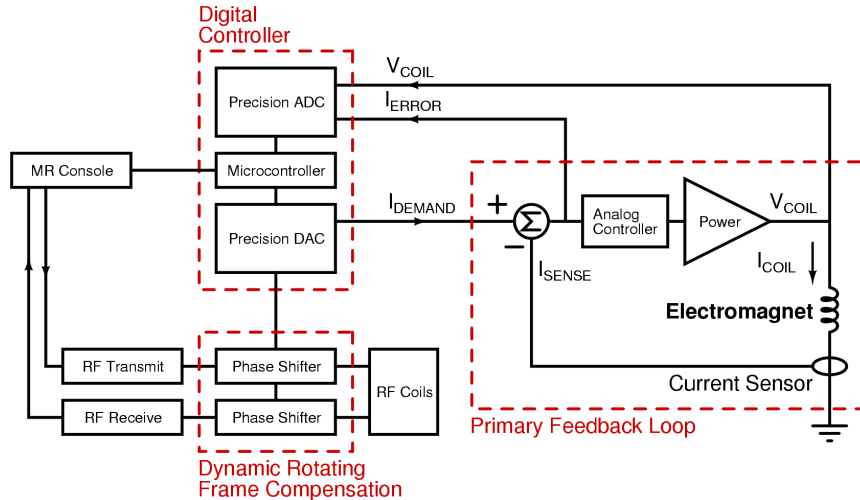 Digital
Controller
V_COIL
Precision ADC
I_ERROR
MR Console
Microcontroller
I_DEMAND
Precision DAC
+
Σ
−
Analog
Controller
Power
V_COIL
I_SENSE
I_COIL
Electromagnet
RF Transmit
Phase Shifter
RF Coils
Current Sensor
RF Receive
Phase Shifter
Primary Feedback Loop
Dynamic Rotating
Frame Compensation